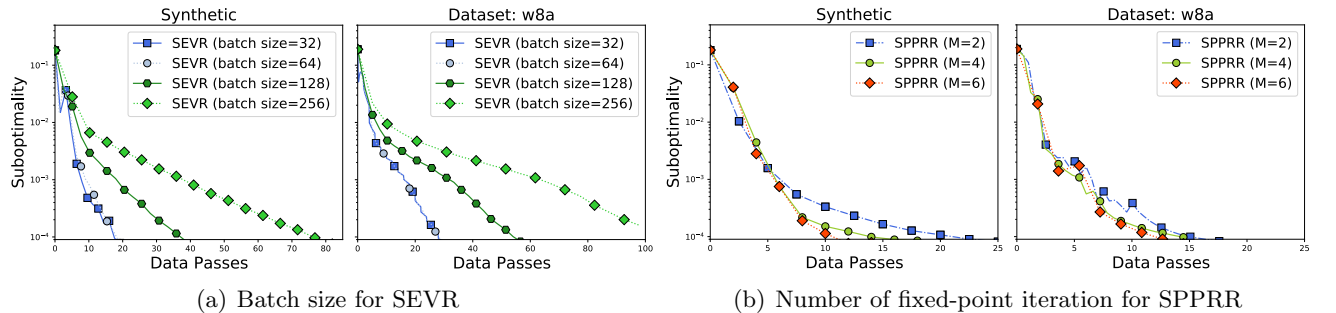 Synthetic
Suboptimality
10⁻¹
10⁻²
10⁻³
10⁻⁴
SEVR (batch size=32)
SEVR (batch size=64)
SEVR (batch size=128)
SEVR (batch size=256)
0 10 20 30 40 50 60 70 80
Data Passes
Dataset: w8a
SEVR (batch size=32)
SEVR (batch size=64)
SEVR (batch size=128)
SEVR (batch size=256)
0 20 40 60 80 100
Data Passes
(a) Batch size for SEVR
Synthetic
Suboptimality
10⁻¹
10⁻²
10⁻³
10⁻⁴
SPPRR (M=2)
SPPRR (M=4)
SPPRR (M=6)
0 5 10 15 20 25
Data Passes
Dataset: w8a
SPPRR (M=2)
SPPRR (M=4)
SPPRR (M=6)
0 5 10 15 20 25
Data Passes
(b) Number of fixed-point iteration for SPPRR